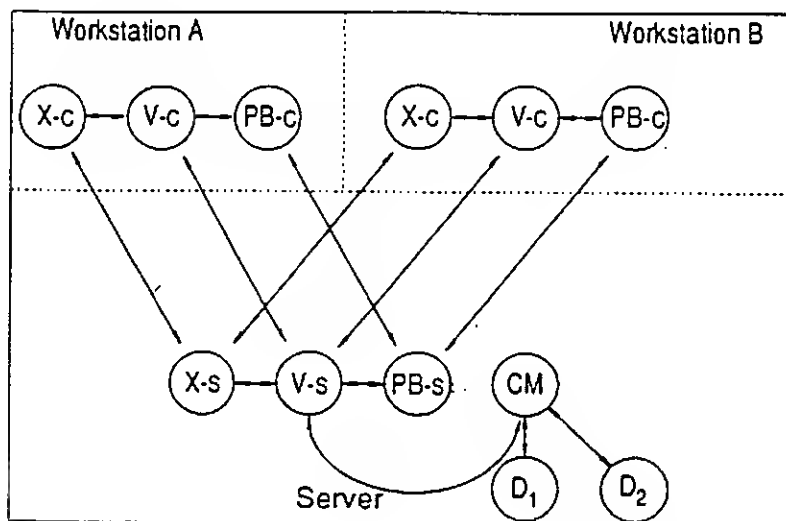 Workstation A Workstation B
X-c V-c PB-c X-c V-c PB-c
X-s V-s PB-s CM
Server D1 D2